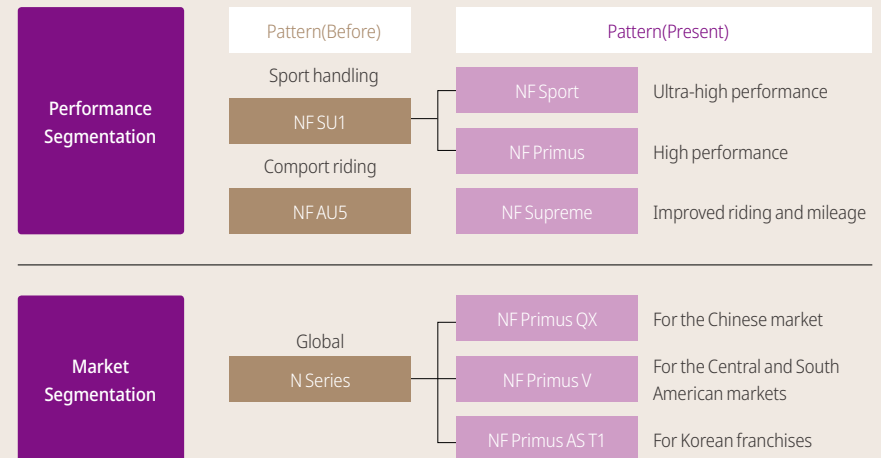 Pattern(Before)
Pattern(Present)
Performance
Segmentation
Sport handling
NF SU1
Comport riding
NF AU5
NF Sport
Ultra-high performance
NF Primus
High performance
NF Supreme
Improved riding and mileage
Market
Segmentation
Global
N Series
NF Primus QX
For the Chinese market
NF Primus V
For the Central and South
American markets
NF Primus AS T1
For Korean franchises